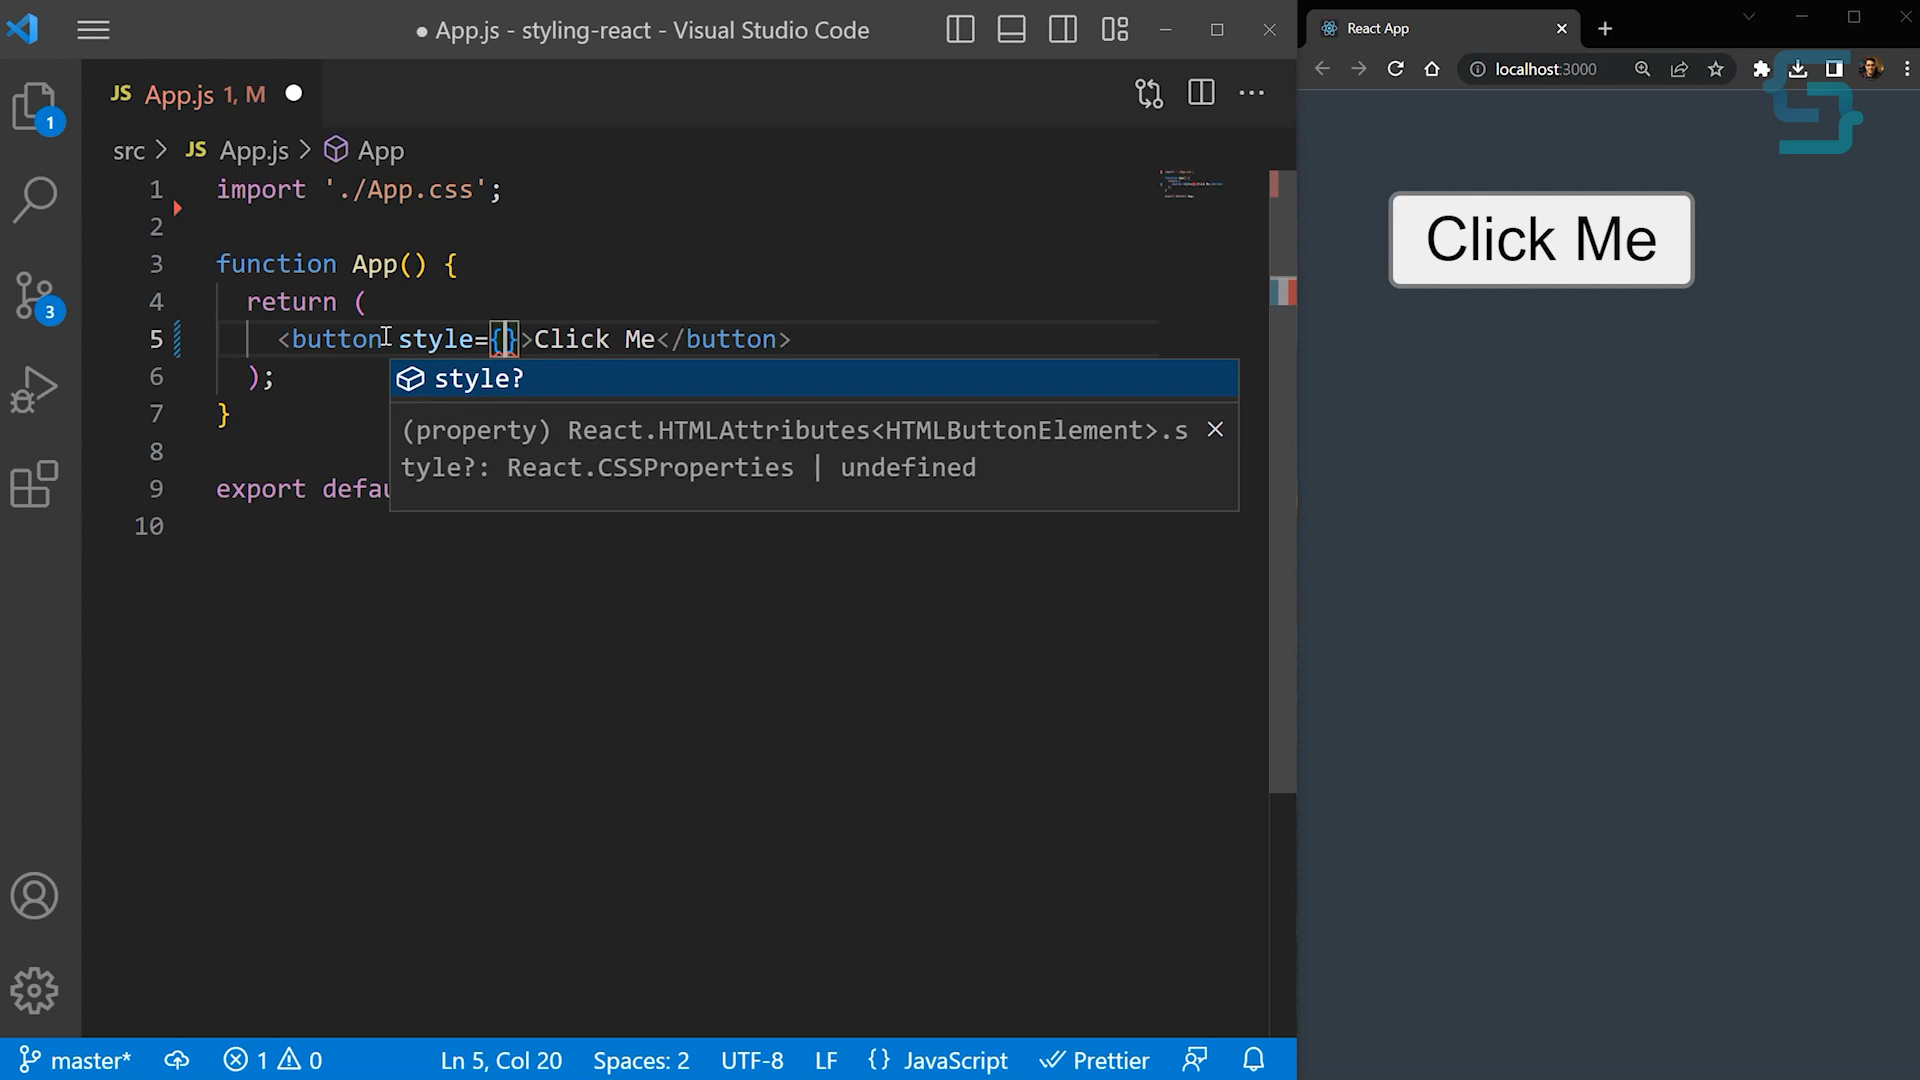 ● App.js - styling-react - Visual Studio Code
JS App.js 1, M
src > JS App.js > App
1 import './App.css';
2
3 function App() {
4 return (
5 <button style={}>Click Me</button>
6 );
7 }
8
9 export defau
10
style?
(property) React.HTMLAttributes<HTMLButtonElement>.s
tyle?: React.CSSProperties | undefined
1
3
master*
1 0
Ln 5, Col 20
Spaces: 2
UTF-8
LF
{} JavaScript
Prettier
React App
localhost:3000
Click Me